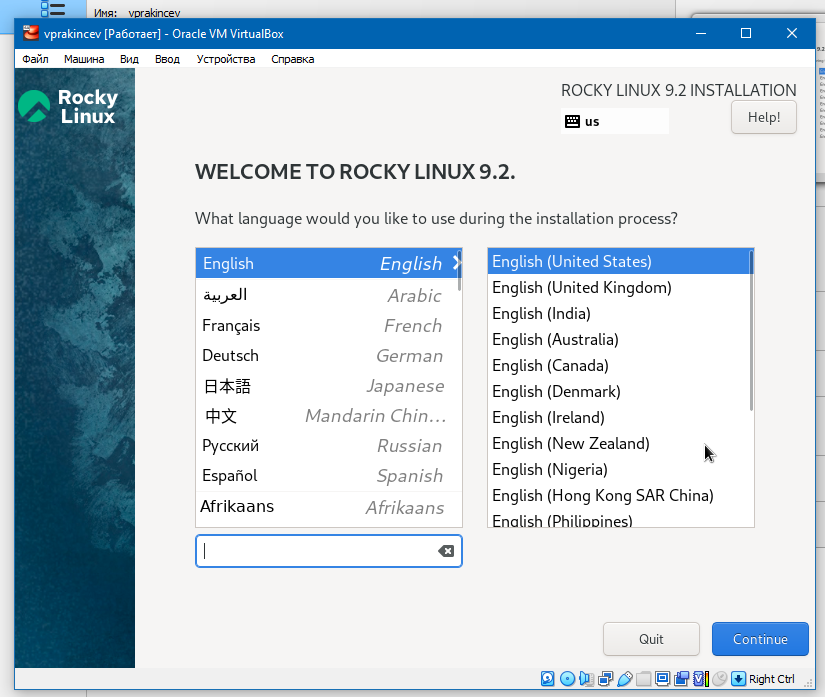 Имя: vprakincev
vprakincev [Работает] - Oracle VM VirtualBox
Файл Машина Вид Ввод Устройства Справка
Rocky
Linux
ROCKY LINUX 9.2 INSTALLATION
us
Help!
WELCOME TO ROCKY LINUX 9.2.
What language would you like to use during the installation process?
English English
العربية Arabic
Français French
Deutsch German
日本語 Japanese
中文 Mandarin Chin...
Русский Russian
Español Spanish
Afrikaans Afrikaans
English (United States)
English (United Kingdom)
English (India)
English (Australia)
English (Canada)
English (Denmark)
English (Ireland)
English (New Zealand)
English (Nigeria)
English (Hong Kong SAR China)
English (Philippines)
Quit
Continue
Right Ctrl